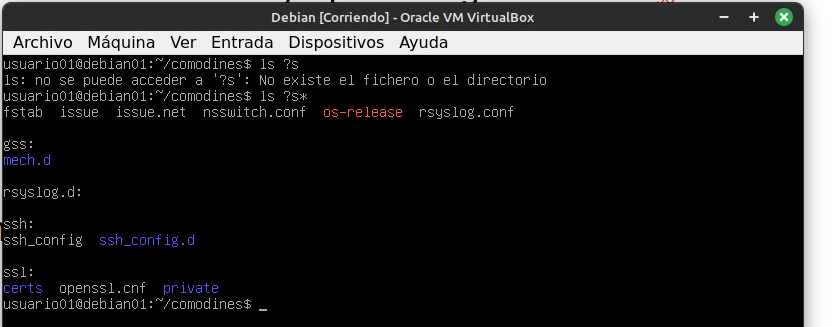 Debian [Corriendo] - Oracle VM VirtualBox
Archivo Máquina Ver Entrada Dispositivos Ayuda
usuario01@debian01:~/comodines$ ls ?s
ls: no se puede acceder a '?s': No existe el fichero o el directorio
usuario01@debian01:~/comodines$ ls ?s*
fstab issue issue.net nsswitch.conf os-release rsyslog.conf
gss:
mech.d
rsyslog.d:
ssh:
ssh_config ssh_config.d
ssl:
certs openssl.cnf private
usuario01@debian01:~/comodines$ _